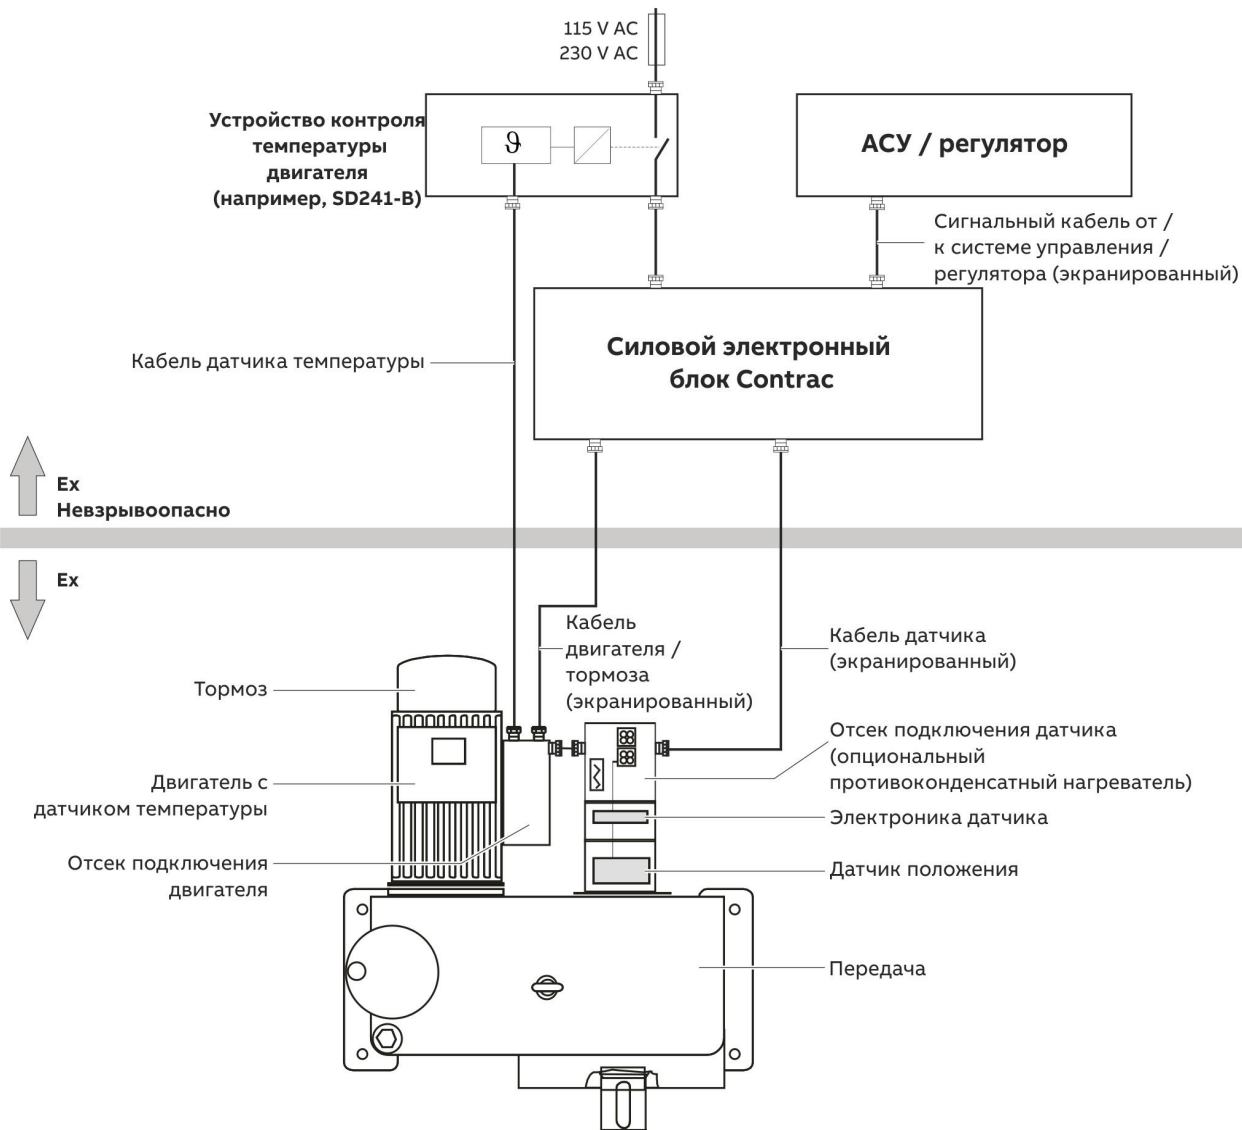 115 V AC
230 V AC
Устройство контроля
температуры
двигателя
(например, SD241-B)
ϑ
АСУ / регулятор
Сигнальный кабель от /
к системе управления /
регулятора (экранированный)
Силовой электронный
блок Contrac
Кабель датчика температуры
Ex
Невзрывоопасно
Ex
Кабель
двигателя /
тормоза
(экранированный)
Кабель датчика
(экранированный)
Тормоз
Отсек подключения датчика
(опциональный
противоконденсатный нагреватель)
Двигатель с
датчиком температуры
Электроника датчика
Отсек подключения
двигателя
Датчик положения
Передача